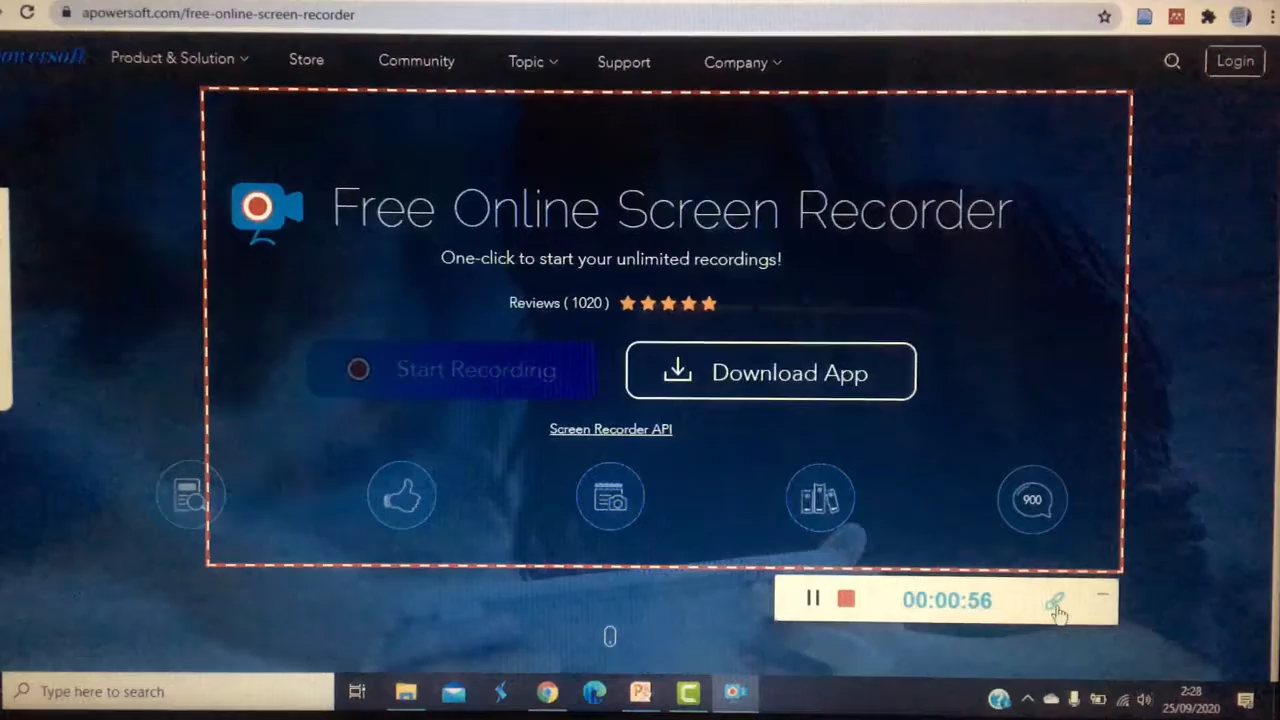 apowersoft.com/free-online-screen-recorder
powersoft
Product & Solution
Store
Community
Topic
Support
Company
Login
Free Online Screen Recorder
One-click to start your unlimited recordings!
Reviews ( 1020 )
Start Recording
Download App
Screen Recorder API
900
00:00:56
Type here to search
2:28
25/09/2020